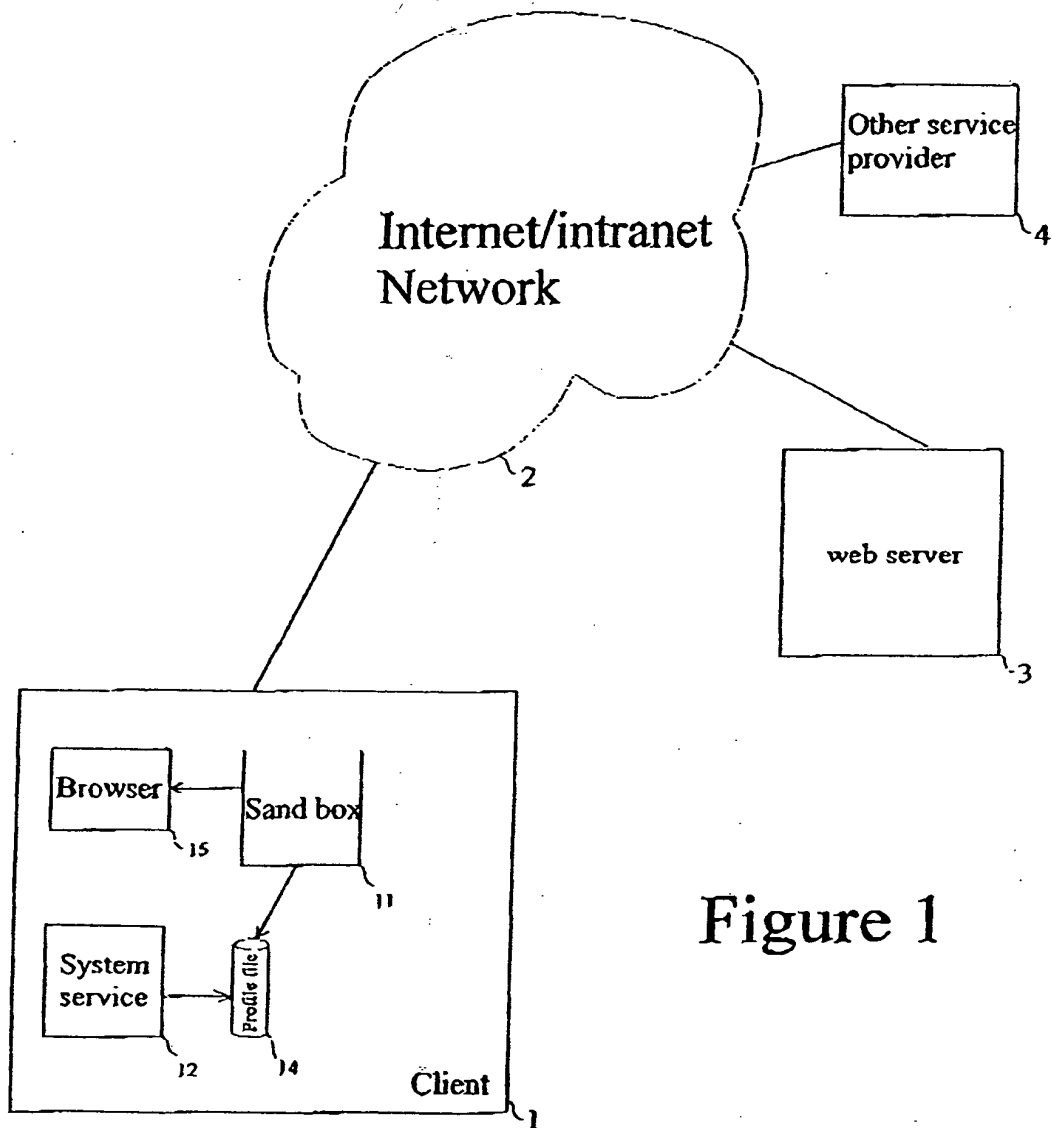 Other service
provider
4
Internet/intranet
Network
2
web server
3
Browser
15
Sand box
11
System
service
12
Profile file
14
Client
1
Figure 1